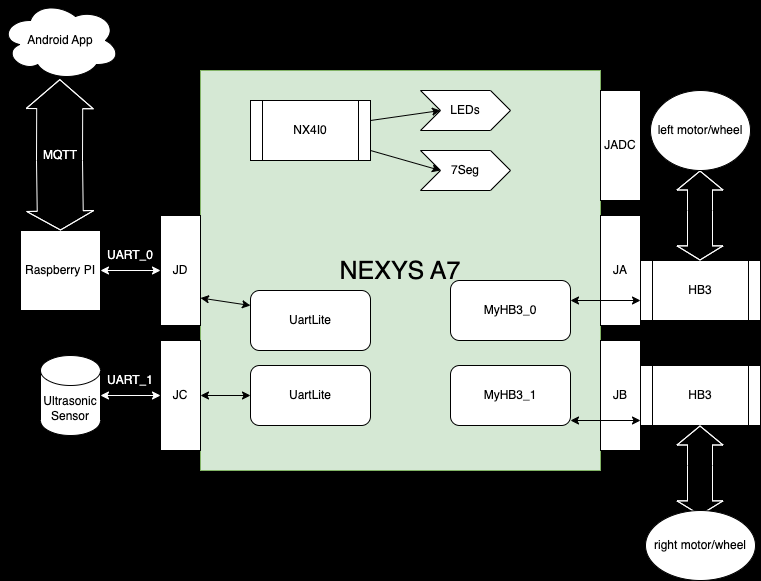 Android App
MQTT
Raspberry PI
UART_0
JD
UART_1
Ultrasonic
Sensor
JC
NX4I0
LEDs
7Seg
NEXYS A7
UartLite
UartLite
MyHB3_0
MyHB3_1
JADC
JA
JB
left motor/wheel
HB3
HB3
right motor/wheel